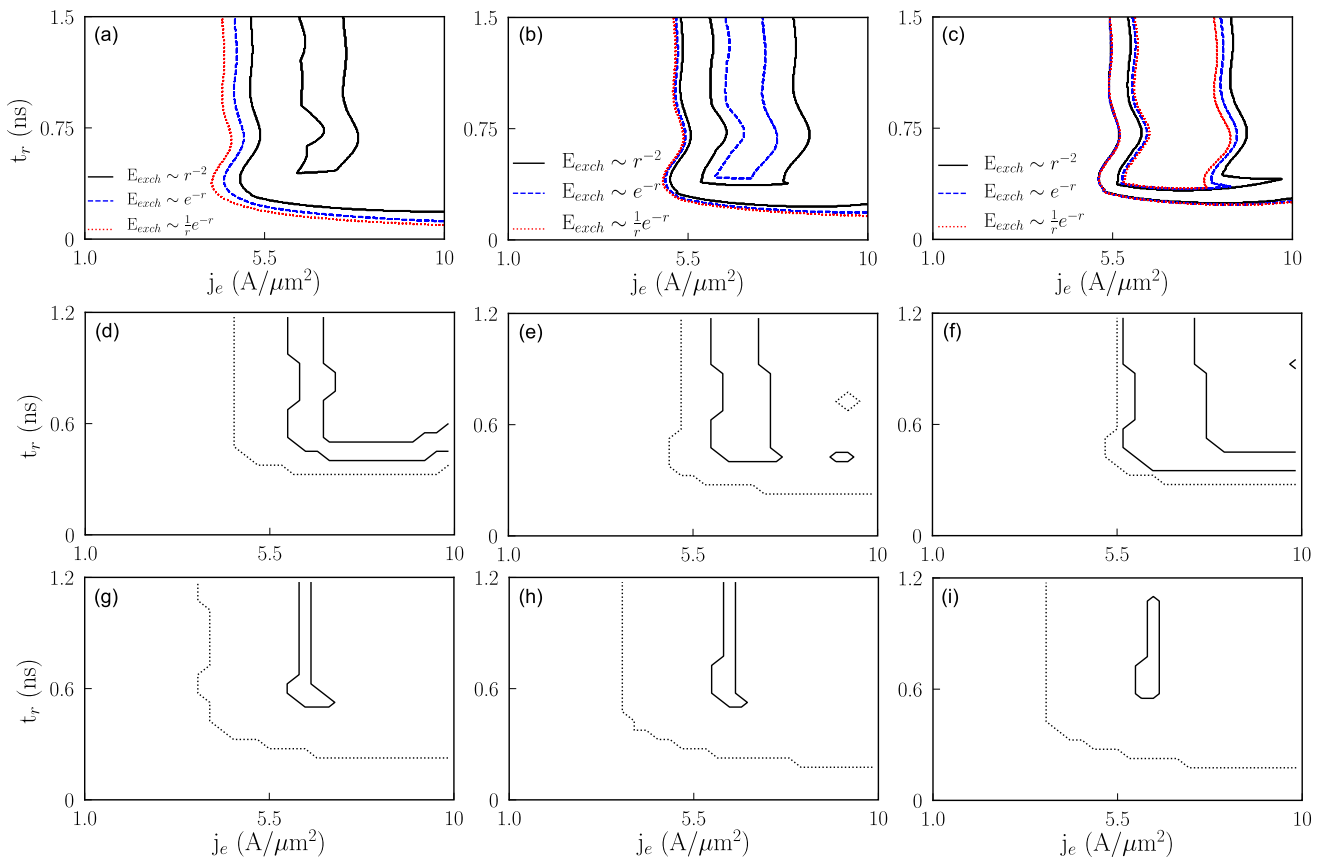 (a) (b) (c)
1.5 1.5 1.5
t_r (ns)
0.75 0.75 0.75
E_exch ∼ r⁻² E_exch ∼ r⁻² E_exch ∼ r⁻²
E_exch ∼ e⁻ʳ E_exch ∼ e⁻ʳ E_exch ∼ e⁻ʳ
E_exch ∼ 1/r e⁻ʳ E_exch ∼ 1/r e⁻ʳ E_exch ∼ 1/r e⁻ʳ
0 0 0
1.0 5.5 10 1.0 5.5 10 1.0 5.5 10
j_e (A/μm²) j_e (A/μm²) j_e (A/μm²)
1.2 1.2 1.2
(d) (e) (f)
t_r (ns)
0.6 0.6 0.6
0 0 0
1.0 5.5 10 1.0 5.5 10 1.0 5.5 10
1.2 1.2 1.2
(g) (h) (i)
t_r (ns)
0.6 0.6 0.6
0 0 0
1.0 5.5 10 1.0 5.5 10 1.0 5.5 10
j_e (A/μm²) j_e (A/μm²) j_e (A/μm²)